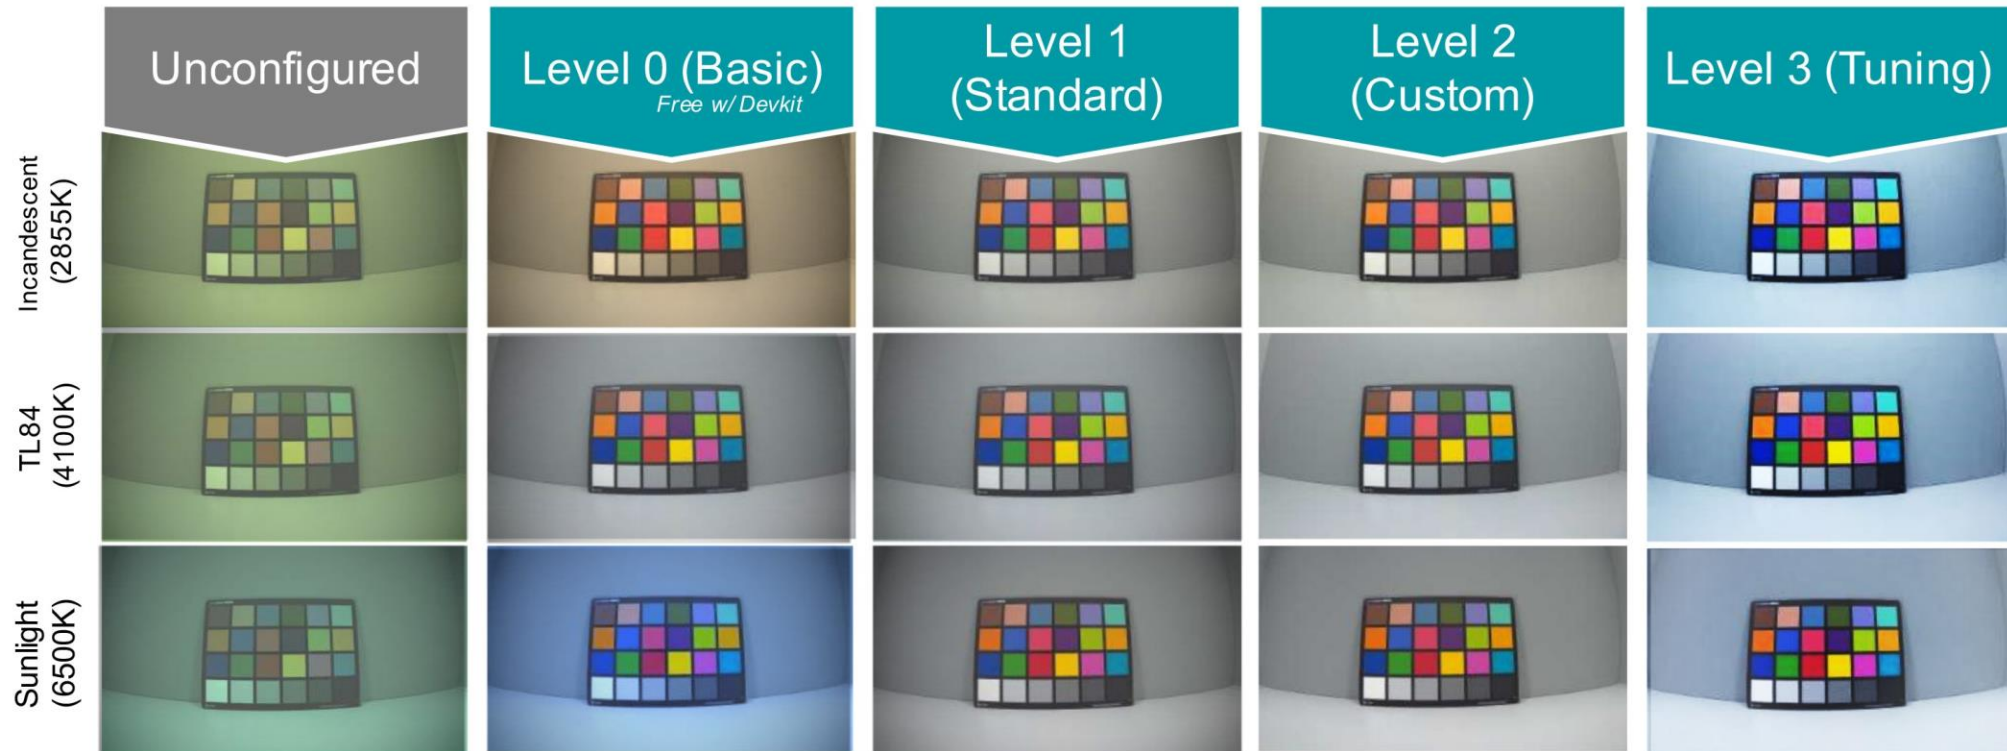 Unconfigured
Level 0 (Basic)
Free w/ Devkit
Level 1
(Standard)
Level 2
(Custom)
Level 3 (Tuning)
Incandescent
(2855K)
TL84
(4100K)
Sunlight
(6500K)